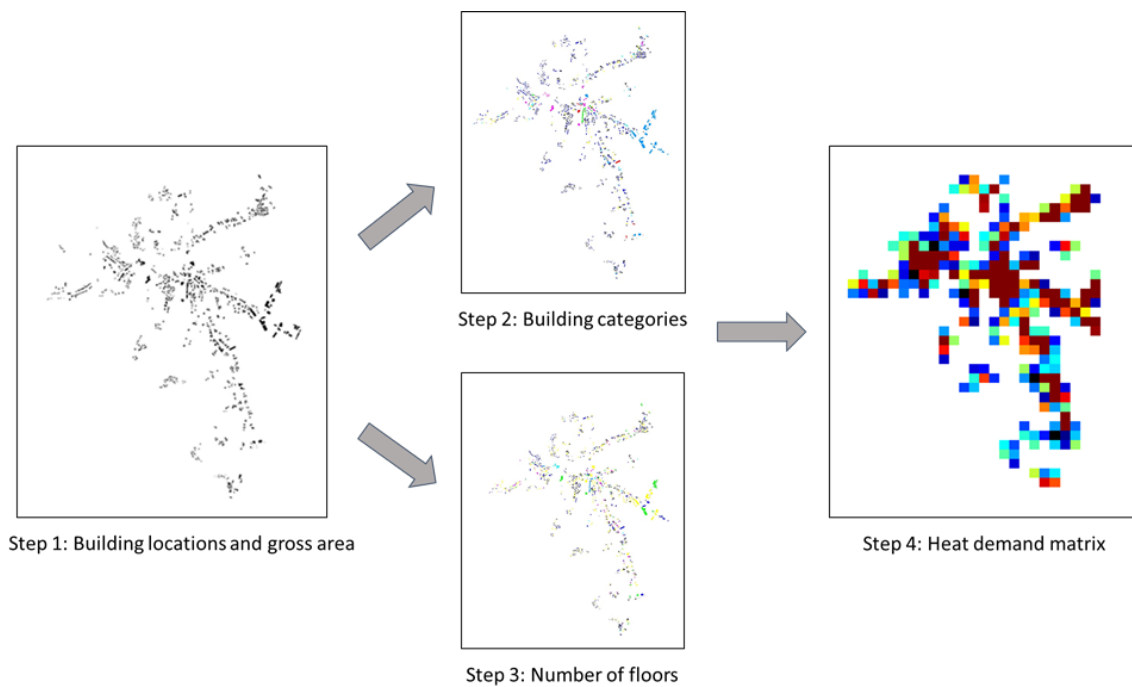 Step 1: Building locations and gross area
Step 2: Building categories
Step 3: Number of floors
Step 4: Heat demand matrix